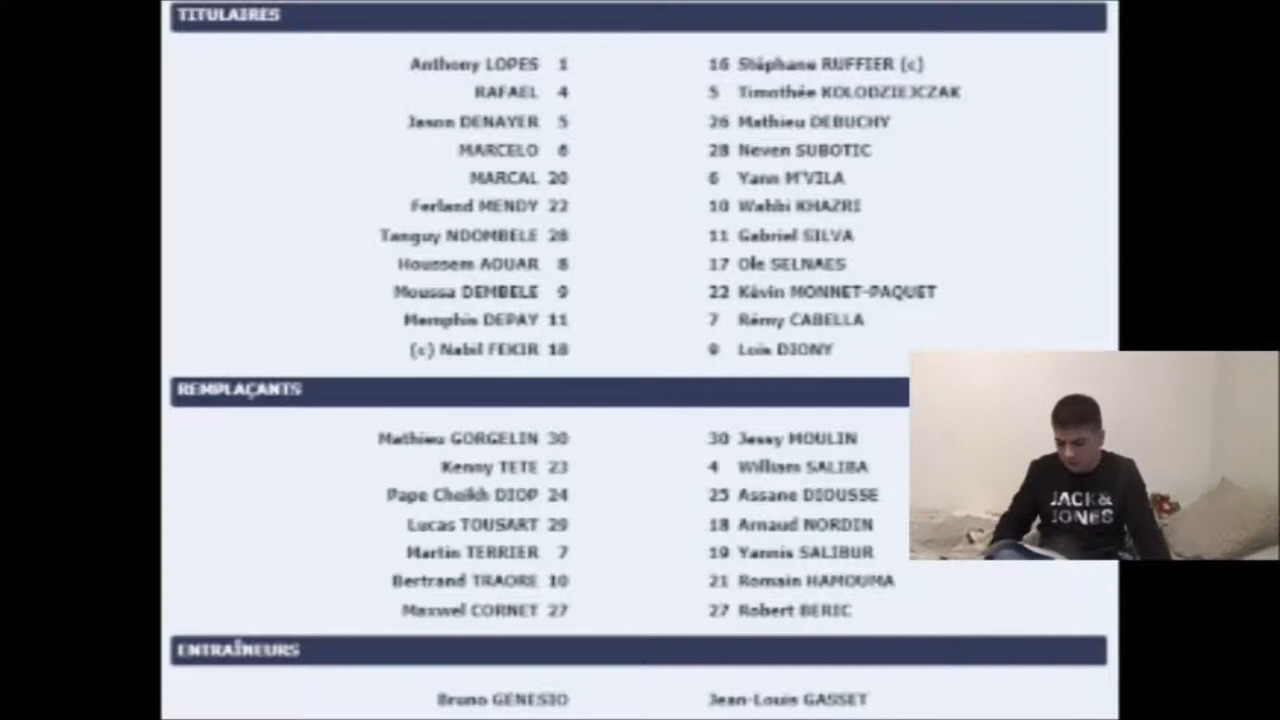 TITULAIRES
Anthony LOPES 1 16 Stéphane RUFFIER (c)
RAFAEL 4 5 Timothée KOLODZIEJCZAK
Jason DENAYER 5 26 Mathieu DEBUCHY
MARCELO 6 28 Neven SUBOTIC
MARCAL 20 6 Yann M'VILA
Ferland MENDY 22 10 Wahbi KHAZRI
Tanguy NDOMBELE 28 11 Gabriel SILVA
Houssem AOUAR 8 17 Ole SELNAES
Moussa DEMBELE 9 22 Kévin MONNET-PAQUET
Memphis DEPAY 11 7 Rémy CABELLA
(c) Nabil FEKIR 18 9 Loïs DIONY
REMPLAÇANTS
Mathieu GORGELIN 30 30 Jessy MOULIN
Kenny TETE 23 4 William SALIBA
Pape Cheikh DIOP 24 25 Assane DIOUSSE
Lucas TOUSART 29 18 Arnaud NORDIN
Martin TERRIER 7 19 Yannis SALIBUR
Bertrand TRAORE 10 21 Romain HAMOUMA
Maxwel CORNET 27 27 Robert BERIC
ENTRAÎNEURS
Bruno GENESIO Jean-Louis GASSET
JACK&
JONES